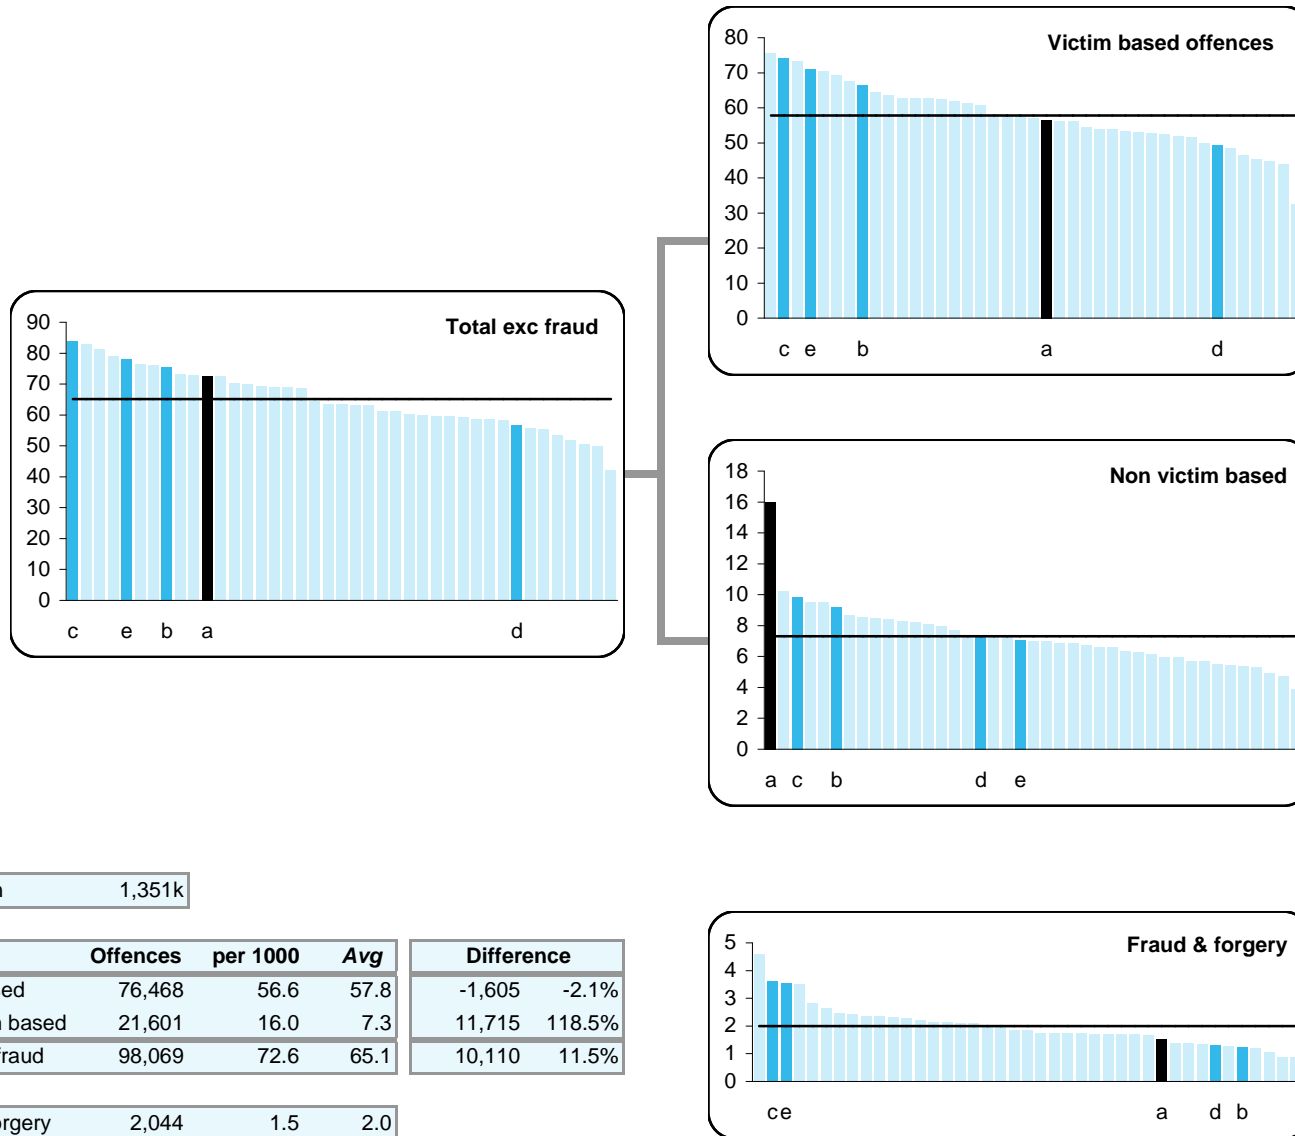 Victim based offences
80
70
60
50
40
30
20
10
0
c e b a d
Total exc fraud
90
80
70
60
50
40
30
20
10
0
c e b a d
Non victim based
18
16
14
12
10
8
6
4
2
0
a c b d e
1,351k
Offences per 1000 Avg Difference
76,468 56.6 57.8 -1,605 -2.1%
based 21,601 16.0 7.3 11,715 118.5%
fraud 98,069 72.6 65.1 10,110 11.5%
2,044 1.5 2.0
Fraud & forgery
5
4
3
2
1
0
c e a d b